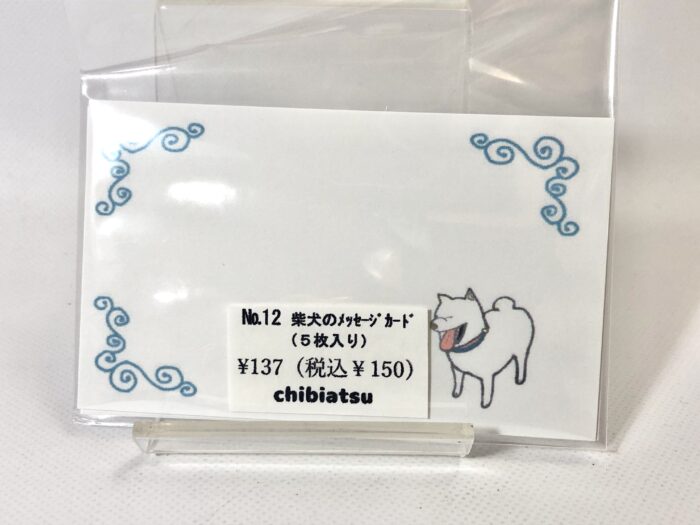 No.12 柴犬のﾒｯｾｰｼﾞｶｰﾄﾞ
(５枚入り)
¥137 (税込¥150)
chibiatsu